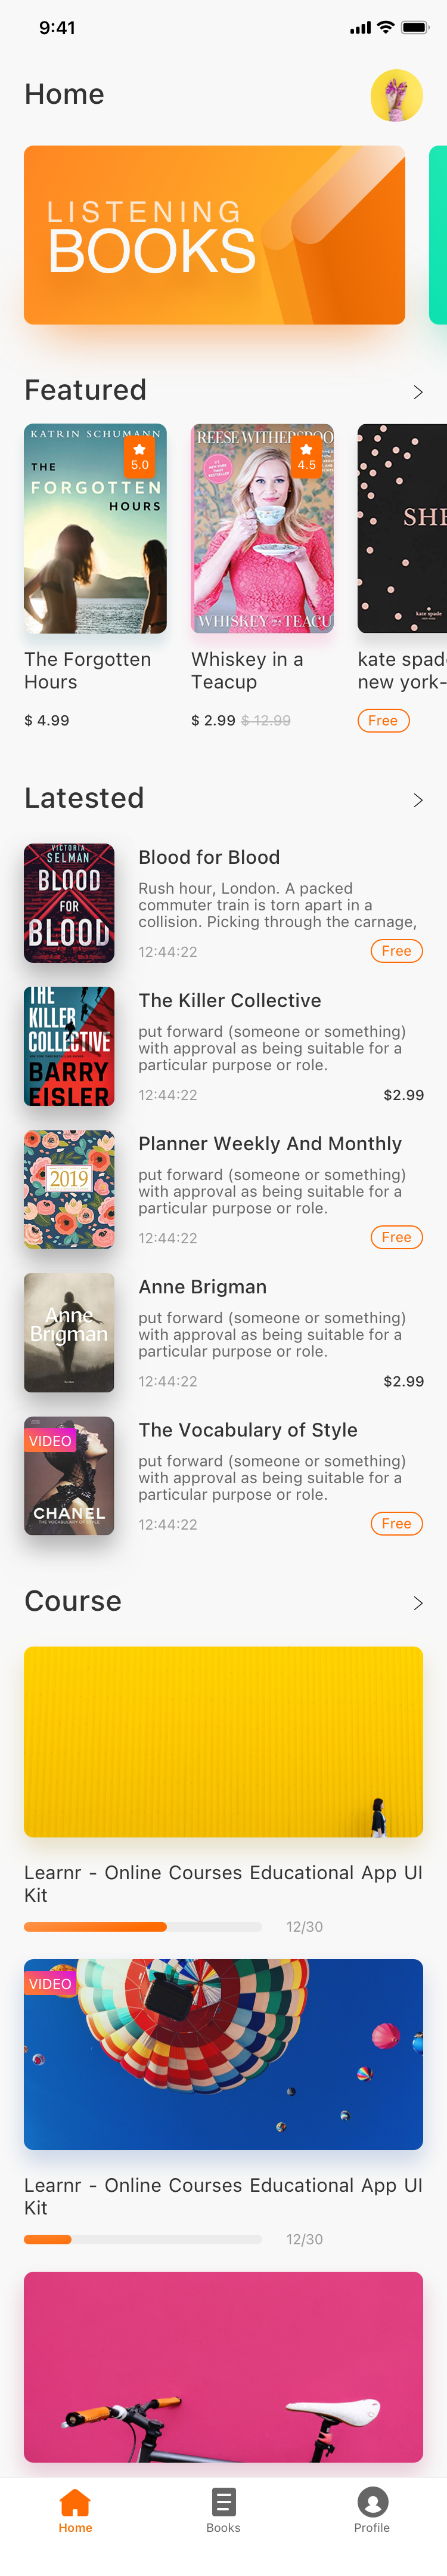 9:41
Home
LISTENING
BOOKS
Featured
KATRIN SCHUMANN
5.0
THE
FORGOTTEN
HOURS
REESE WITHERSPOO
4.5
WHISKEY IN A TEACU
SHE
kate spade
NEW YORK
The Forgotten
Hours
Whiskey in a
Teacup
kate spad
new york-
$ 4.99
$ 2.99 $ 12.99
Free
Latested
VICTORIA
SELMAN
BLOOD
FOR
BLOOD
Blood for Blood
Rush hour, London. A packed
commuter train is torn apart in a
collision. Picking through the carnage,
12:44:22
Free
THE
KILLER
COLLECTIVE
BARRY
EISLER
The Killer Collective
put forward (someone or something)
with approval as being suitable for a
particular purpose or role.
12:44:22
$2.99
2019
Planner Weekly And Monthly
put forward (someone or something)
with approval as being suitable for a
particular purpose or role.
12:44:22
Free
Anne
Brigman
Anne Brigman
put forward (someone or something)
with approval as being suitable for a
particular purpose or role.
12:44:22
$2.99
VIDEO
CHANEL
THE VOCABULARY OF STYLE
The Vocabulary of Style
put forward (someone or something)
with approval as being suitable for a
particular purpose or role.
12:44:22
Free
Course
Learnr - Online Courses Educational App UI
Kit
12/30
VIDEO
Learnr - Online Courses Educational App UI
Kit
12/30
Home
Books
Profile